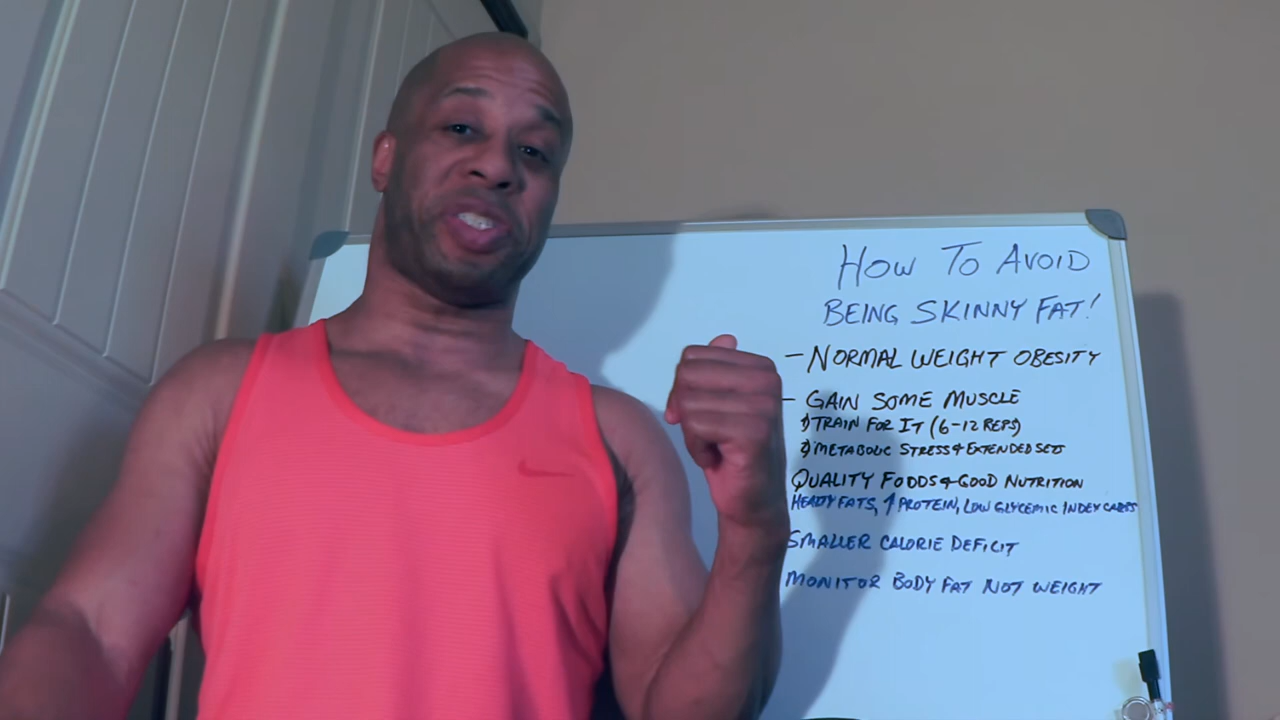 HOW TO AVOID
BEING SKINNY FAT!
- NORMAL WEIGHT OBESITY
- GAIN SOME MUSCLE
1) TRAIN FOR IT (6-12 REPS)
2) METABOLIC STRESS & EXTENDED SETS
QUALITY FOODS & GOOD NUTRITION
FATS, ↑ PROTEIN, LOW GLYCEMIC INDEX CARBS
SMALLER CALORIE DEFICIT
MONITOR BODY FAT NOT WEIGHT